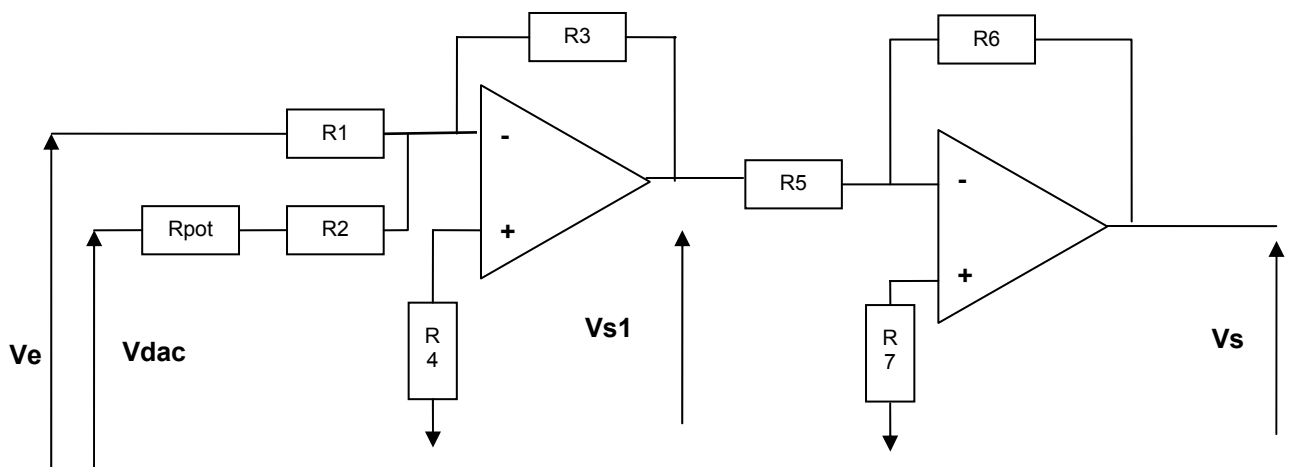 R3
R6
R1
-
R5
-
Rpot
R2
+
+
Ve
Vdac
R
4
Vs1
R
7
Vs